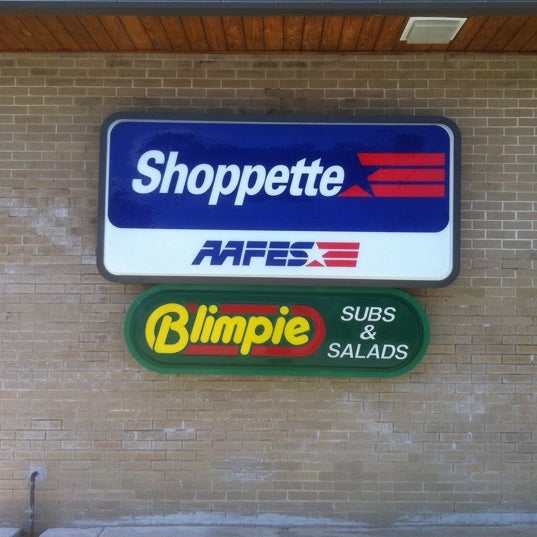 Shoppette
AAFES
Blimpie
SUBS
&
SALADS